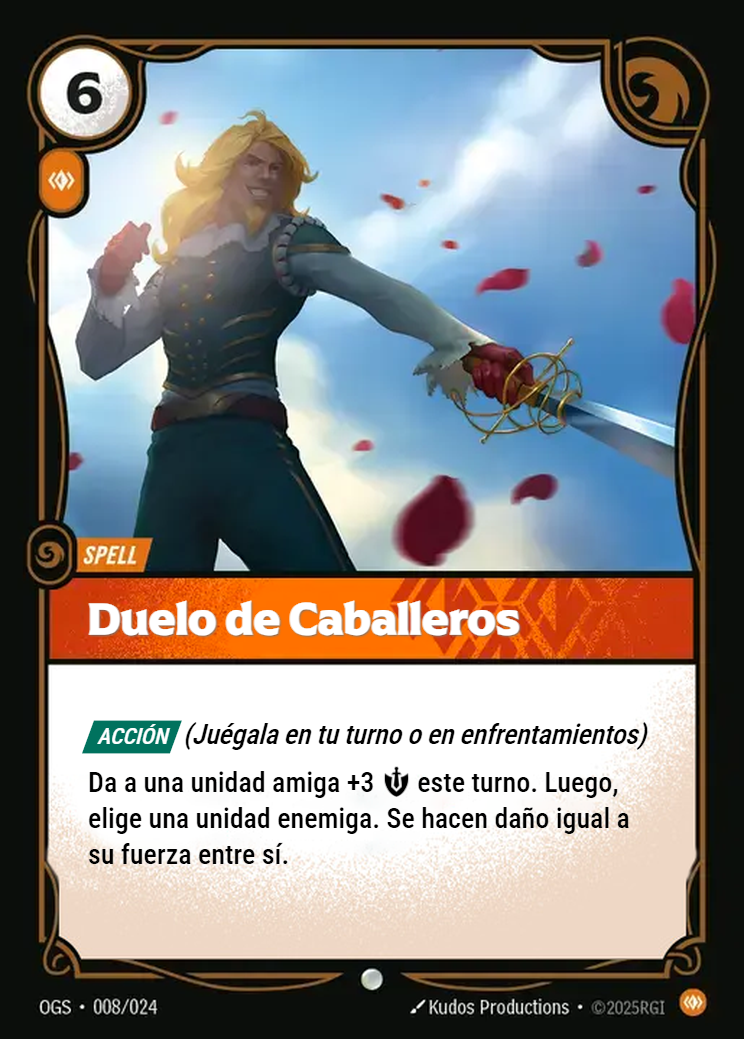 6
SPELL
Duelo de Caballeros
ACCIÓN (Juégala en tu turno o en enfrentamientos)
Da a una unidad amiga +3 este turno. Luego,
elige una unidad enemiga. Se hacen daño igual a
su fuerza entre sí.
OGS • 008/024
Kudos Productions • ©2025RGI